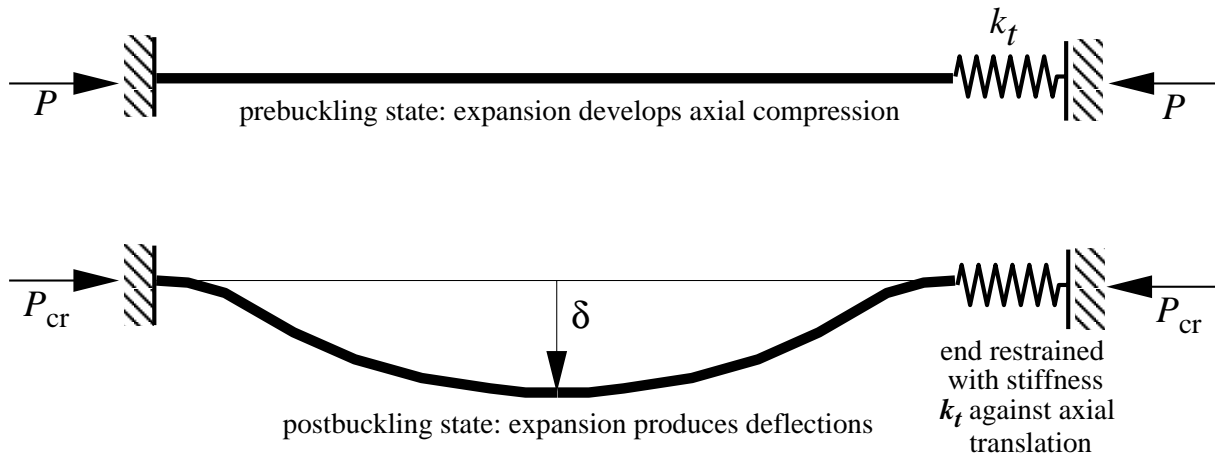 k_t
P
P
prebuckling state: expansion develops axial compression
δ
P_cr
P_cr
end restrained
with stiffness
k_t against axial
translation
postbuckling state: expansion produces deflections